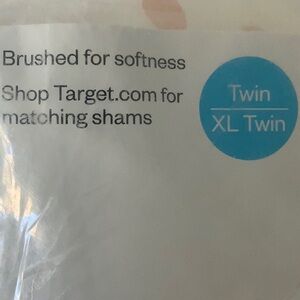 Brushed for softness
Shop Target.com for
matching shams
Twin
XL Twin